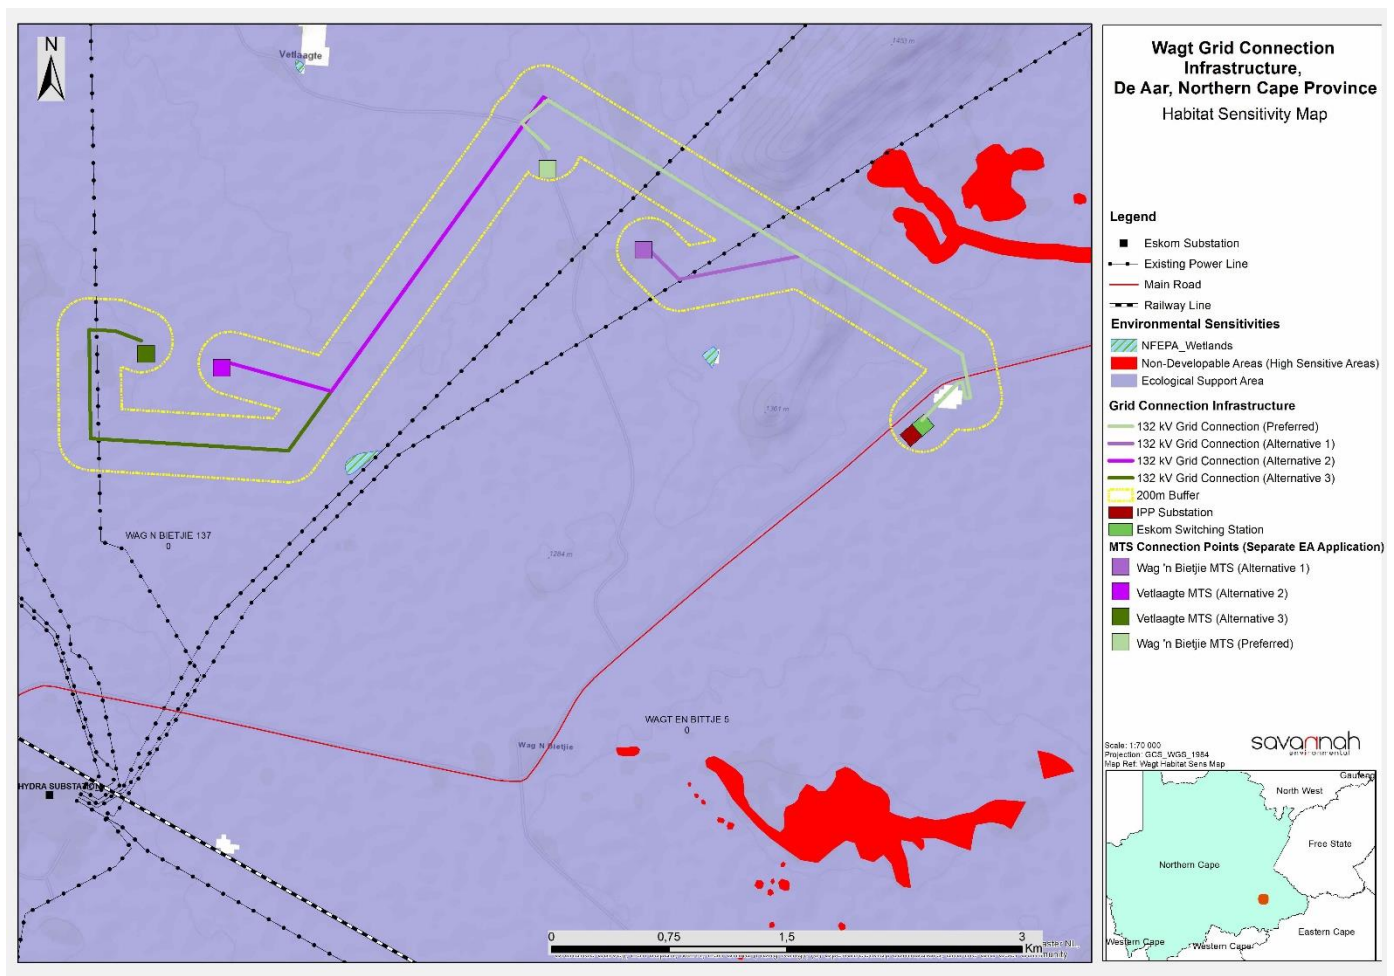 N
Vetlaagte
1403 m
1361 m
WAG N BIETJIE 137
0
1284 m
WAGT EN BITTJE 5
0
Wag N Bietjie
HYDRA SUBSTATION
0 0,75 1,5 3
Km
Wagt Grid Connection
Infrastructure,
De Aar, Northern Cape Province
Habitat Sensitivity Map
Legend
Eskom Substation
Existing Power Line
Main Road
Railway Line
Environmental Sensitivities
NFEPA_Wetlands
Non-Developable Areas (High Sensitive Areas)
Ecological Support Area
Grid Connection Infrastructure
132 kV Grid Connection (Preferred)
132 kV Grid Connection (Alternative 1)
132 kV Grid Connection (Alternative 2)
132 kV Grid Connection (Alternative 3)
200m Buffer
IPP Substation
Eskom Switching Station
MTS Connection Points (Separate EA Application)
Wag 'n Bietjie MTS (Alternative 1)
Vetlaagte MTS (Alternative 2)
Vetlaagte MTS (Alternative 3)
Wag 'n Bietjie MTS (Preferred)
Scale: 1:70 000
Projection: GCS_WGS_1984
Map Ref: Wagt Habitat Sens Map
savannah
environmental
Gauteng
North West
Free State
Northern Cape
Eastern Cape
Western Cape
Western Cape